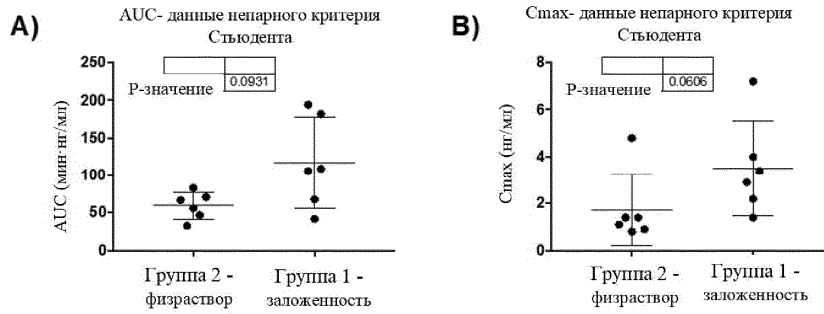 А)
AUC- данные непарного критерия
Стьюдента
P-значение
0.0931
AUC (мин·нг/мл)
250
200
150
100
50
0
Группа 2 -
физраствор
Группа 1 -
заложенность
В)
Cmax- данные непарного критерия
Стьюдента
P-значение
0.0606
Cmax (нг/мл)
8
6
4
2
0
Группа 2 -
физраствор
Группа 1 -
заложенность